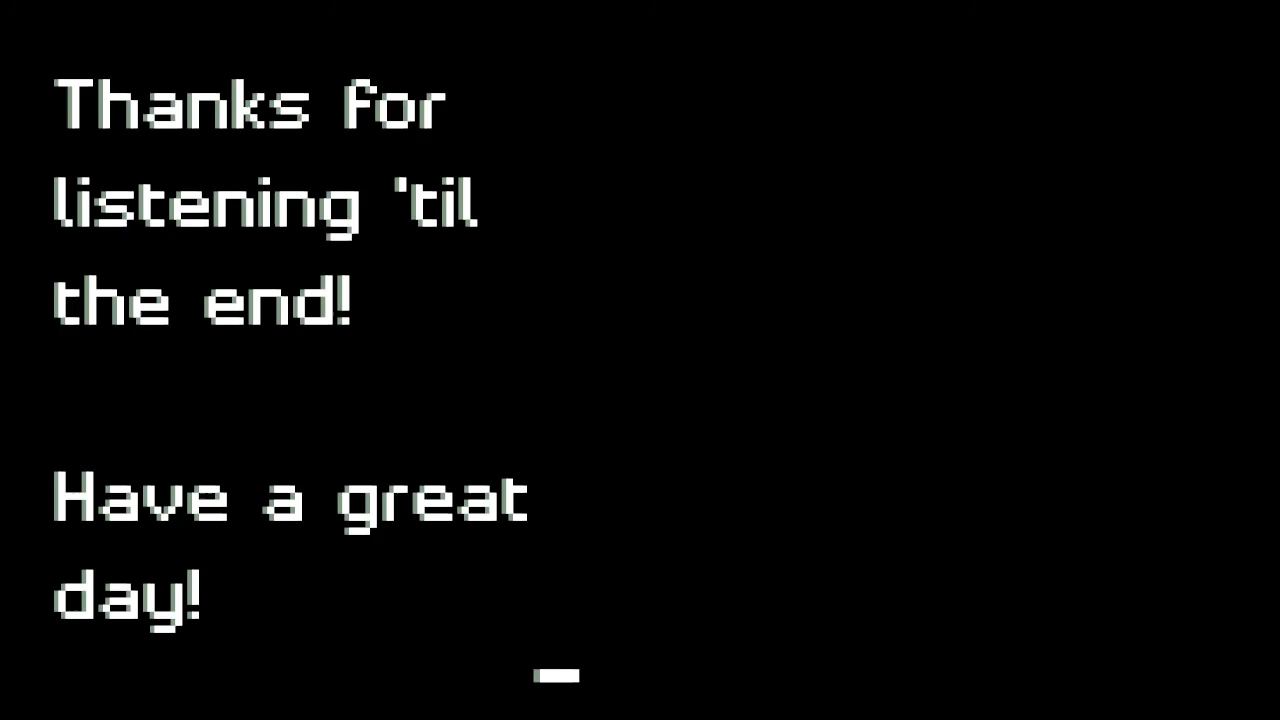 Thanks for
listening 'til
the end!
Have a great
day!